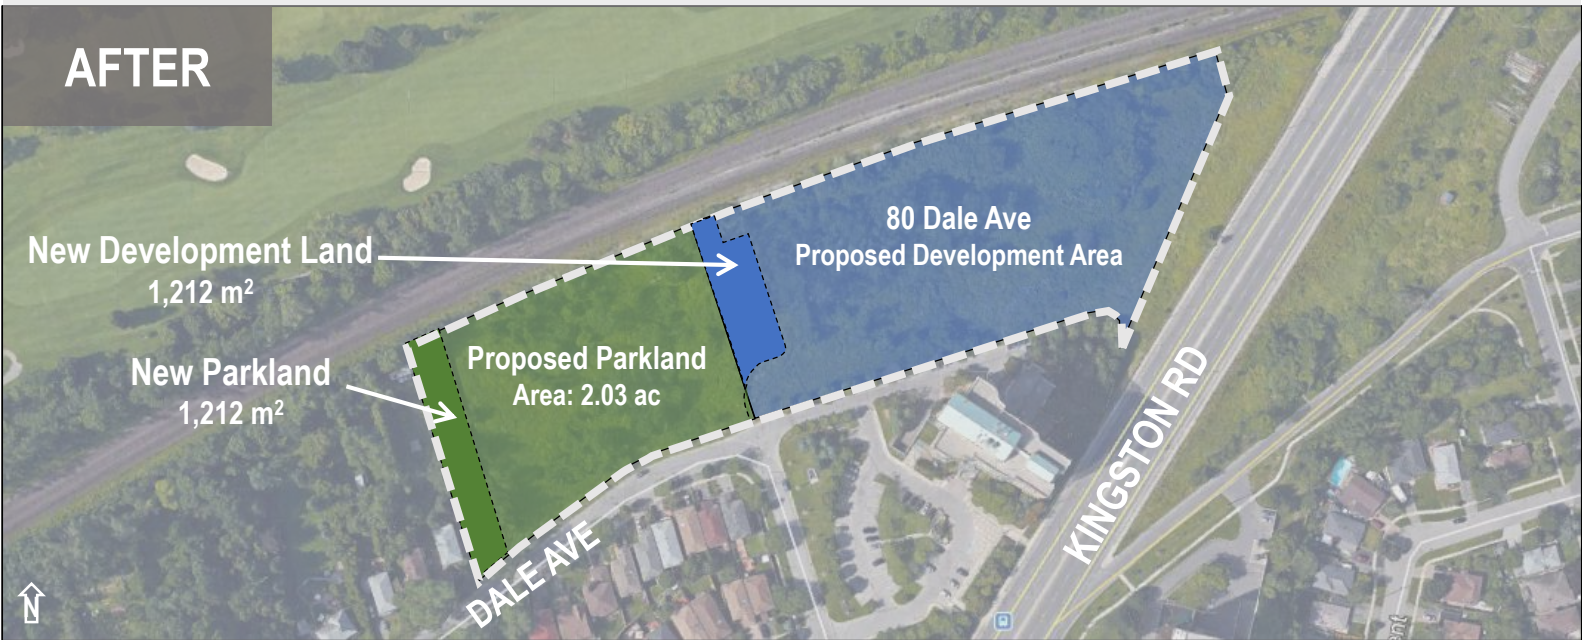 AFTER
New Development Land
1,212 m²
New Parkland
1,212 m²
Proposed Parkland
Area: 2.03 ac
80 Dale Ave
Proposed Development Area
DALE AVE
KINGSTON RD
N